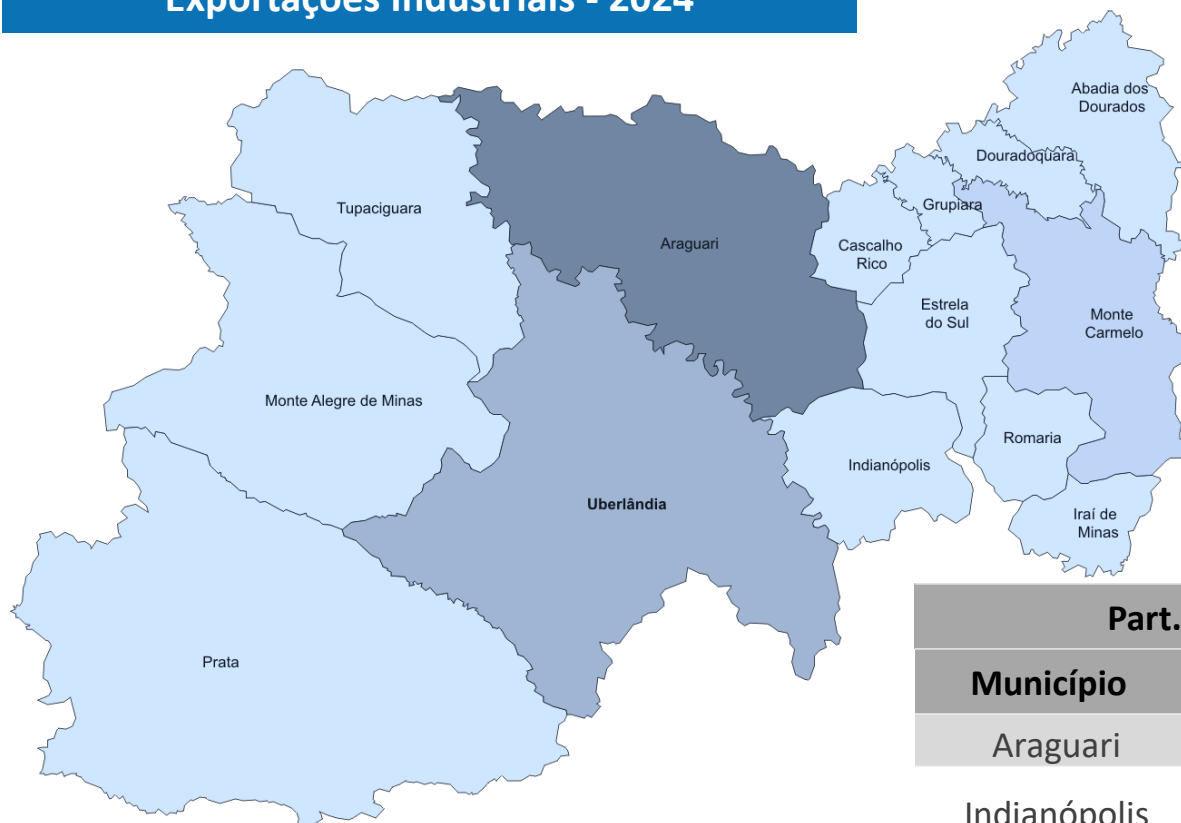 Exportações Industriais - 2024
Abadia dos
Dourados
Douradoquara
Tupaciguara
Grupiara
Araguari
Cascalho
Rico
Estrela
do Sul
Monte
Carmelo
Monte Alegre de Minas
Romaria
Indianópolis
Uberlândia
Iraí de
Minas
Prata
Part.
Município
Araguari
Indianópolis